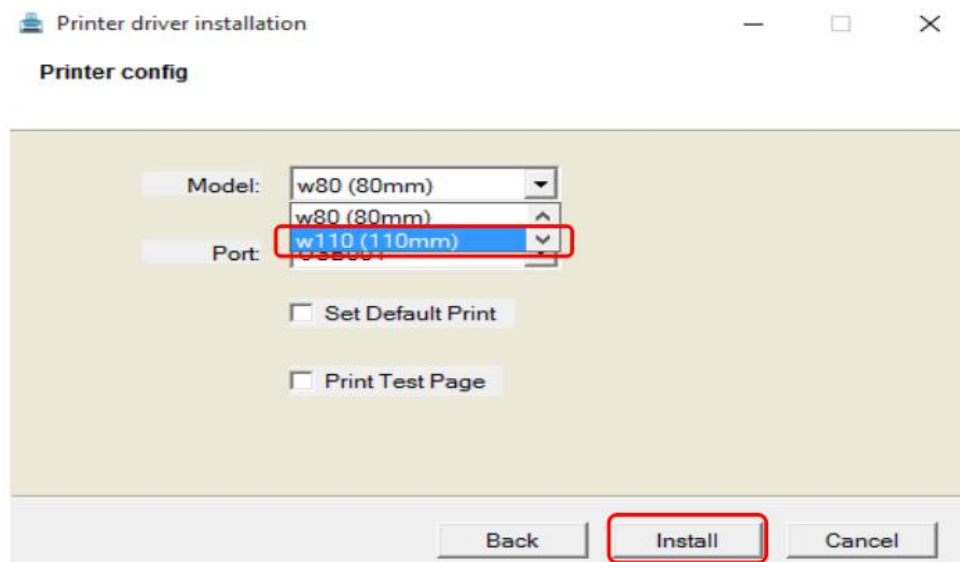 Printer driver installation
Printer config
Model: w80 (80mm)
w80 (80mm)
w110 (110mm)
Port:
Set Default Print
Print Test Page
Back Install Cancel